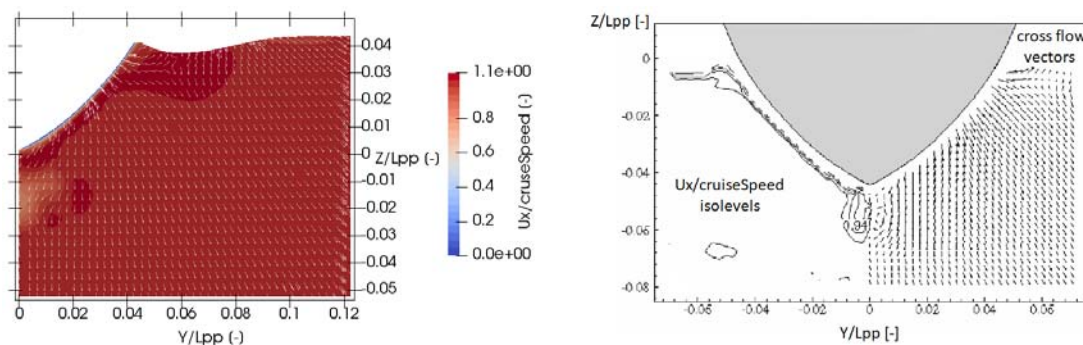 0.04
0.03
0.02
0.01
0
Z/Lpp [-]
-0.01
-0.02
-0.03
-0.04
-0.05
0 0.02 0.04 0.06 0.08 0.1 0.12
Y/Lpp [-]
1.1e+00
0.8
0.6
0.4
0.2
0.0e+00
Ux/cruseSpeed [-]
Z/Lpp [-]
0
-0.02
-0.04
-0.06
-0.08
cross flow
vectors
Ux/cruiseSpeed
isolevels
0.94
-0.06 -0.04 -0.02 0 0.02 0.04 0.06
Y/Lpp [-]